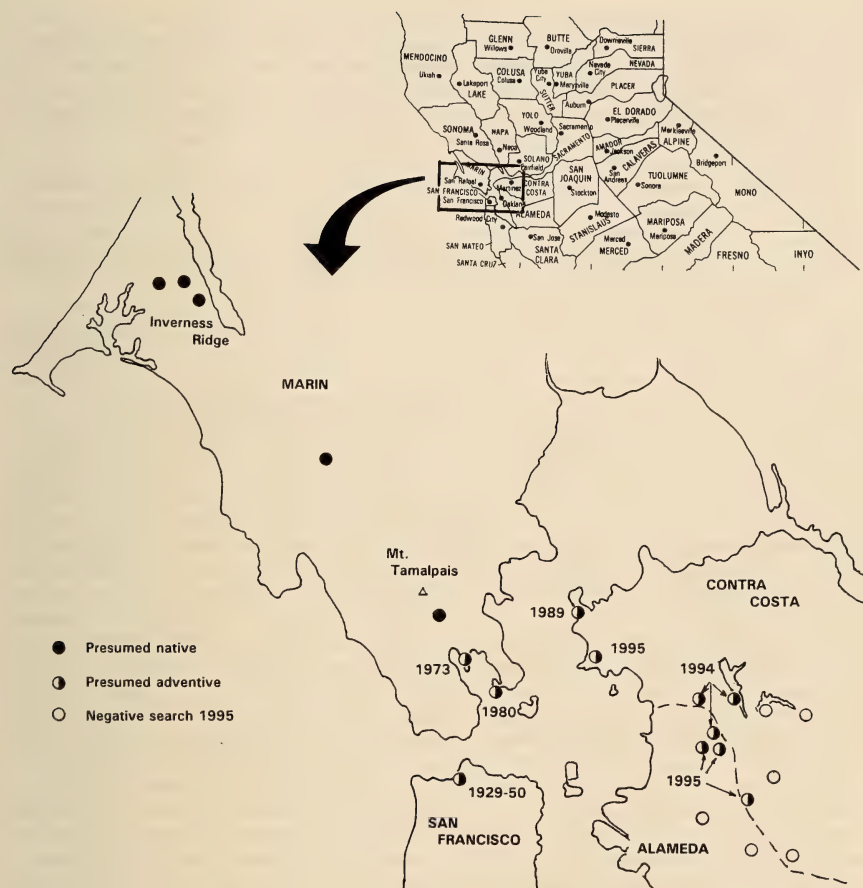 GLENN
Willows
BUTTE
Oroville
Downieville
SIERRA
MENDOCINO
Ukiah
Lakeport
LAKE
COLUSA
Colusa
Yuba
City
YUBA
Marysville
SUTTER
Nevada
City
NEVADA
PLACER
Auburn
EL DORADO
Placerville
SONOMA
Santa Rosa
NAPA
Napa
YOLO
Woodland
Sacramento
SACRAMENTO
SOLANO
Fairfield
AMADOR
Jackson
Markleeville
ALPINE
CALAVERAS
San
Andreas
Bridgeport
MARIN
San Rafael
SAN FRANCISCO
San Francisco
Martinez
Oakland
CONTRA
COSTA
SAN
JOAQUIN
Stockton
TUOLUMNE
Sonora
MONO
Redwood City
ALAMEDA
SAN MATEO
San Jose
SANTA
CLARA
SANTA CRUZ
STANISLAUS
Modesto
Merced
MERCED
MARIPOSA
Mariposa
MADERA
FRESNO
INYO
Inverness
Ridge
MARIN
Mt.
Tamalpais
CONTRA
COSTA
1989
1995
1973
1994
1980
Presumed native
Presumed adventive
Negative search 1995
1929-50
1995
SAN
FRANCISCO
ALAMEDA